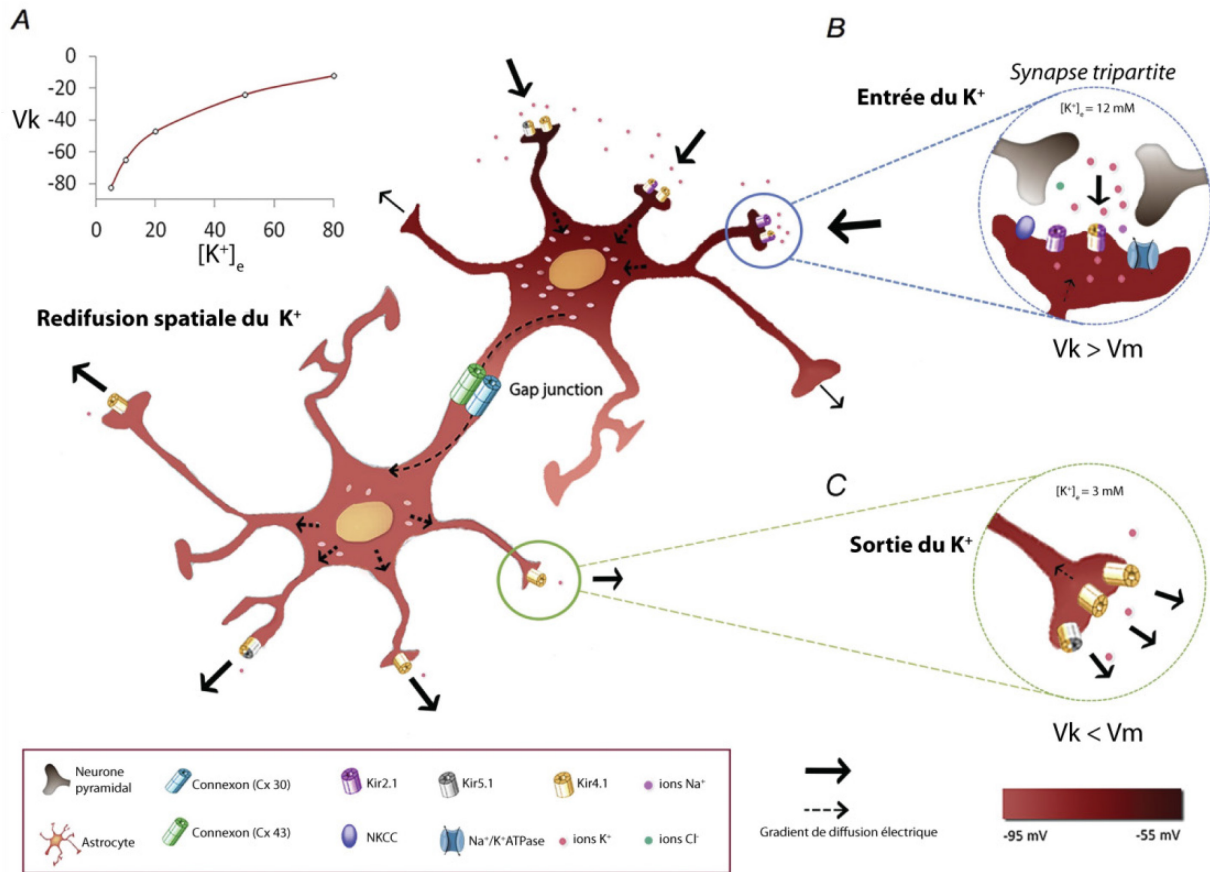 A
0
-20
Vk
-40
-60
-80
0 20 40 60 80
[K⁺]e
B
Synapse tripartite
Entrée du K⁺
[K⁺]e = 12 mM
Vk > Vm
Redifusion spatiale du K⁺
Gap junction
C
[K⁺]e = 3 mM
Sortie du K⁺
Vk < Vm
Neurone
pyramidal
Connexon (Cx 30)
Kir2.1
Kir5.1
Kir4.1
ions Na⁺
Astrocyte
Connexon (Cx 43)
NKCC
Na⁺/K⁺ATPase
ions K⁺
ions Cl⁻
Gradient de diffusion électrique
-95 mV
-55 mV